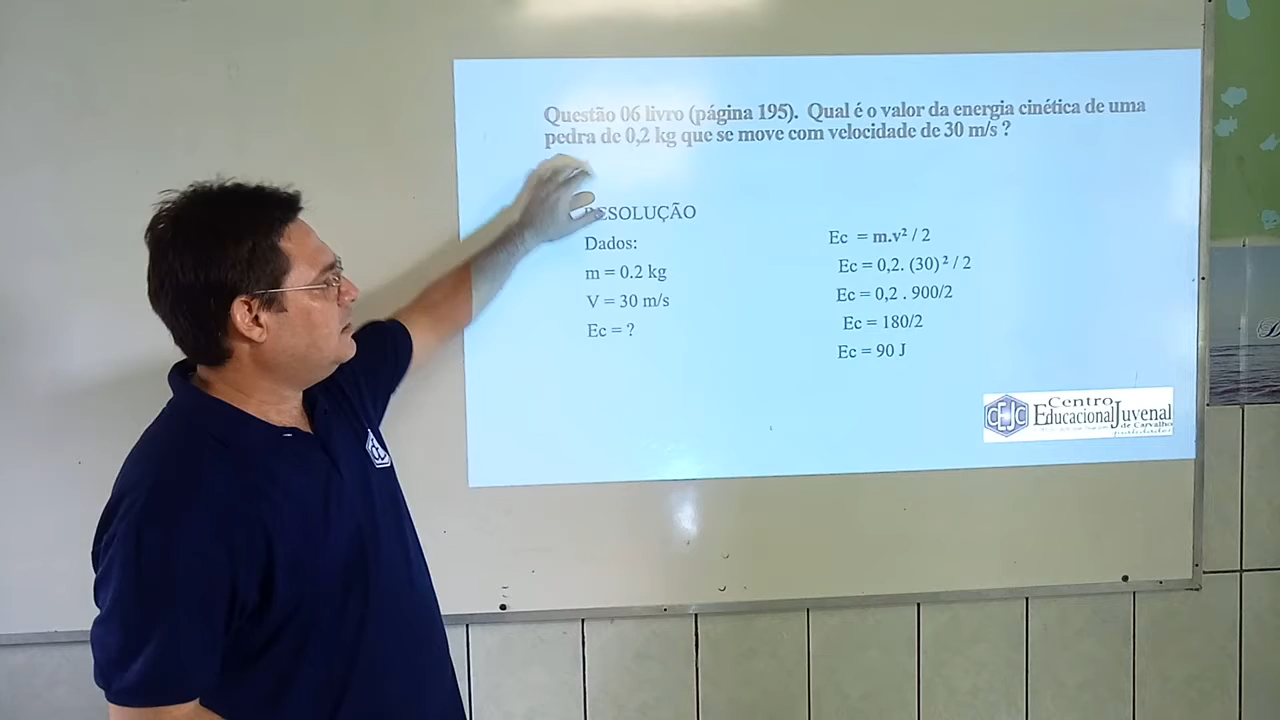 Questão 06 livro (página 195). Qual é o valor da energia cinética de uma
pedra de 0,2 kg que se move com velocidade de 30 m/s ?
RESOLUÇÃO
Dados:
m = 0.2 kg
V = 30 m/s
Ec = ?
Ec = m.v² / 2
Ec = 0,2. (30) ² / 2
Ec = 0,2 . 900/2
Ec = 180/2
Ec = 90 J
CEJC
Centro
Educacional Juvenal
de Carvalho